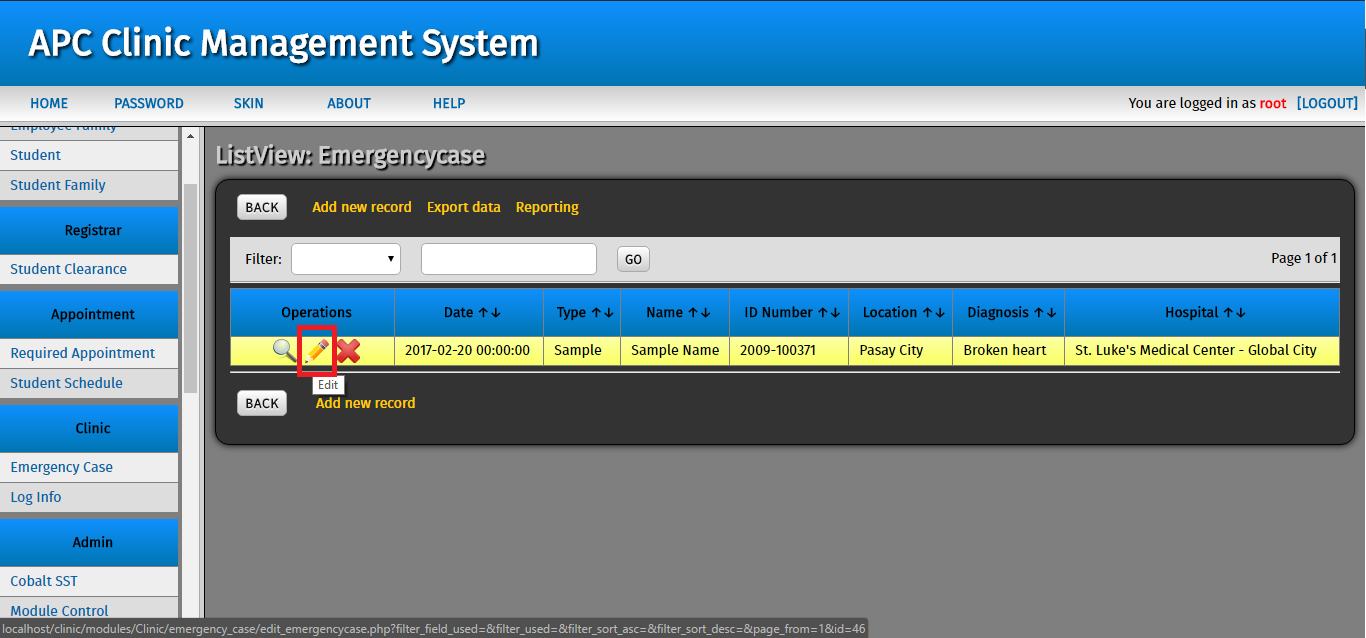 APC Clinic Management System
HOME PASSWORD SKIN ABOUT HELP You are logged in as root [LOGOUT]
Employee Family
Student
Student Family
Registrar
Student Clearance
Appointment
Required Appointment
Student Schedule
Clinic
Emergency Case
Log Info
Admin
Cobalt SST
Module Control
ListView: Emergencycase
BACK Add new record Export data Reporting
Filter: GO Page 1 of 1
Operations Date ↑↓ Type ↑↓ Name ↑↓ ID Number ↑↓ Location ↑↓ Diagnosis ↑↓ Hospital ↑↓
2017-02-20 00:00:00 Sample Sample Name 2009-100371 Pasay City Broken heart St. Luke's Medical Center - Global City
Edit
BACK Add new record
localhost/clinic/modules/Clinic/emergency_case/edit_emergencycase.php?filter_field_used=&filter_used=&filter_sort_asc=&filter_sort_desc=&page_from=1&id=46